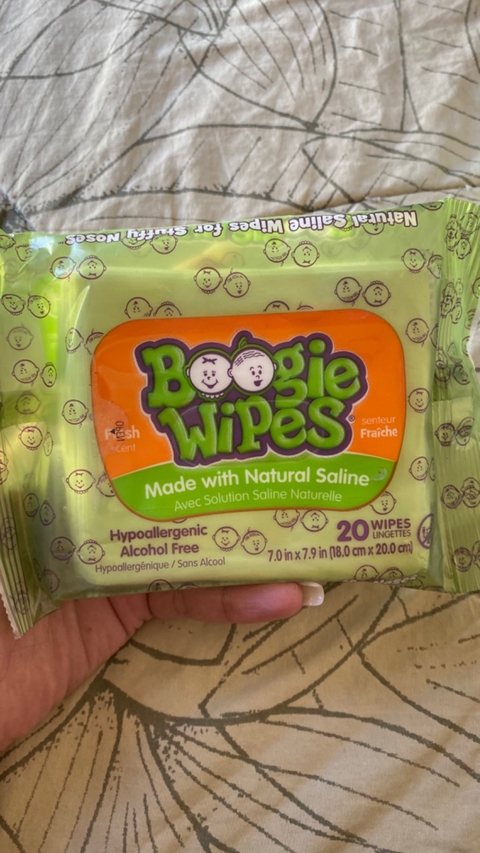 Natural Saline Wipes for Stuffy Noses
Boogie
Wipes®
Fresh
scent
senteur
Fraîche
Made with Natural Saline
Avec Solution Saline Naturelle
Hypoallergenic
Alcohol Free
Hypoallergénique / Sans Alcool
20 WIPES
LINGETTES
7.0 in x 7.9 in (18.0 cm x 20.0 cm)